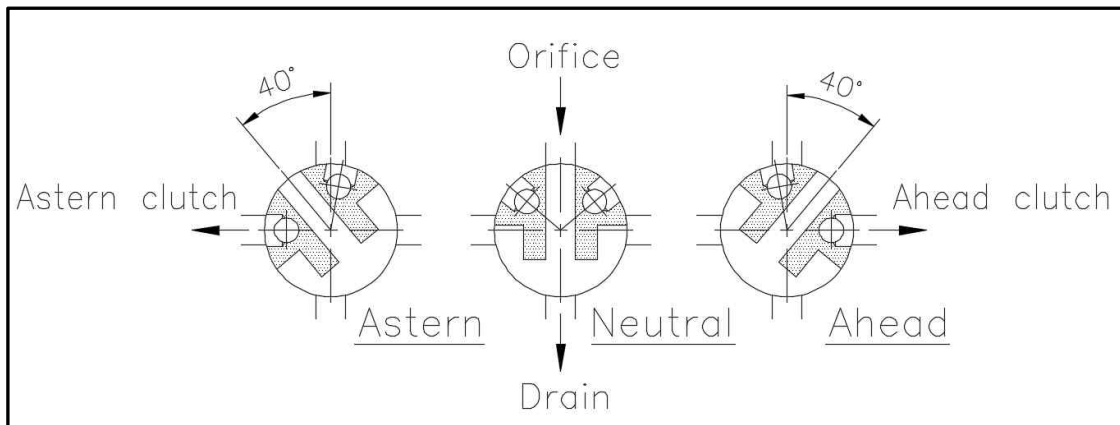 Orifice
40°
40°
Astern clutch
Ahead clutch
Astern
Neutral
Ahead
Drain